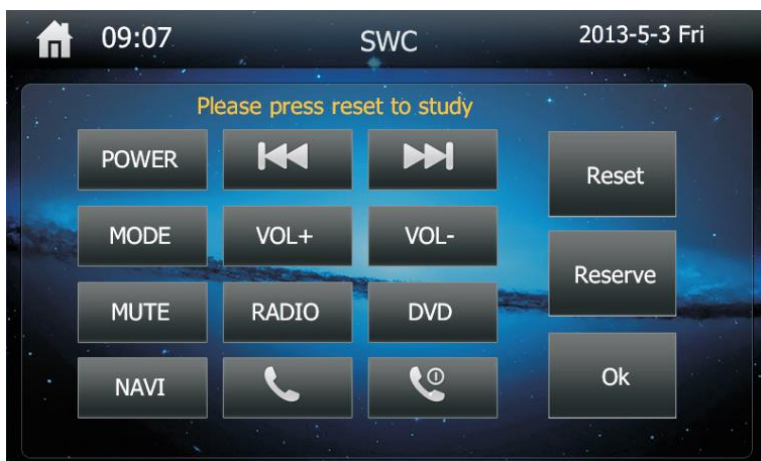 09:07 SWC 2013-5-3 Fri
Please press reset to study
POWER
Reset
MODE VOL+ VOL-
Reserve
MUTE RADIO DVD
NAVI
Ok